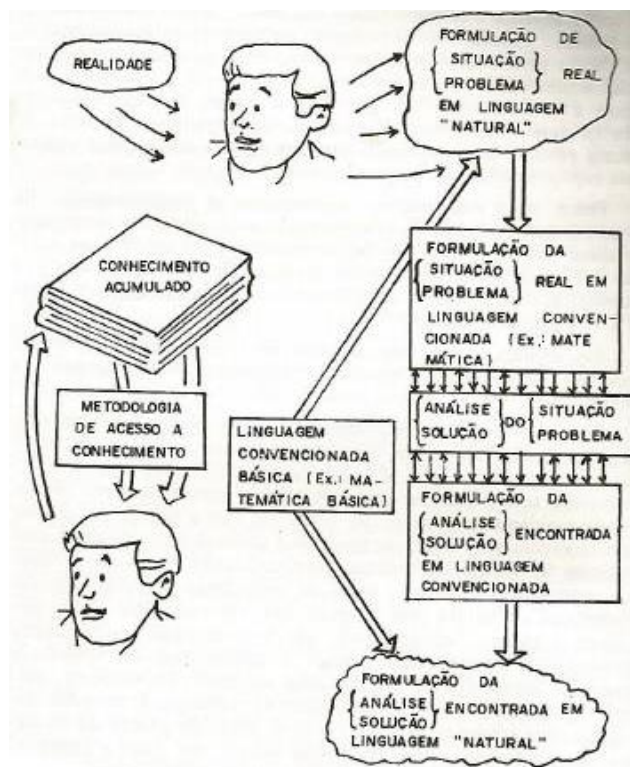 REALIDADE
FORMULAÇÃO DE
SITUAÇÃO
PROBLEMA
REAL
EM LINGUAGEM
"NATURAL"
CONHECIMENTO
ACUMULADO
METODOLOGIA
DE ACESSO A
CONHECIMENTO
LINGUAGEM
CONVENCIONADA
BÁSICA (Ex.: MA-
TEMÁTICA BÁSICA)
FORMULAÇÃO DA
SITUAÇÃO
PROBLEMA
REAL EM
LINGUAGEM CONVEN-
CIONADA (Ex.: MATE
MÁTICA)
ANÁLISE
SOLUÇÃO
DO
SITUAÇÃO
PROBLEMA
FORMULAÇÃO DA
ANÁLISE
SOLUÇÃO
ENCONTRADA
EM LINGUAGEM
CONVENCIONADA
FORMULAÇÃO DA
ANÁLISE
SOLUÇÃO
ENCONTRADA EM
LINGUAGEM "NATURAL"